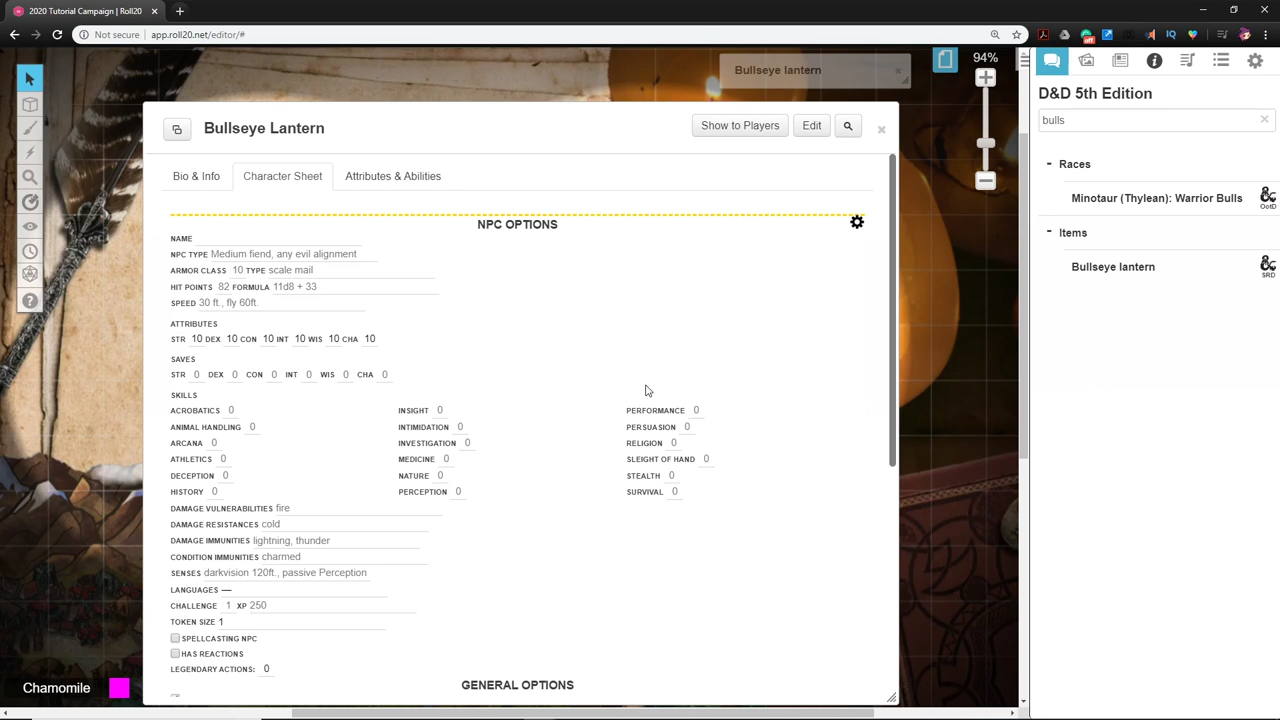 2020 Tutorial Campaign | Roll20
Not secure | app.roll20.net/editor/#
Bullseye lantern
94%
Bullseye Lantern
Show to Players
Edit
Bio & Info
Character Sheet
Attributes & Abilities
NPC OPTIONS
NAME
NPC TYPE Medium fiend, any evil alignment
ARMOR CLASS 10 TYPE scale mail
HIT POINTS 82 FORMULA 11d8 + 33
SPEED 30 ft., fly 60ft.
ATTRIBUTES
STR 10 DEX 10 CON 10 INT 10 WIS 10 CHA 10
SAVES
STR 0 DEX 0 CON 0 INT 0 WIS 0 CHA 0
SKILLS
ACROBATICS 0 INSIGHT 0 PERFORMANCE 0
ANIMAL HANDLING 0 INTIMIDATION 0 PERSUASION 0
ARCANA 0 INVESTIGATION 0 RELIGION 0
ATHLETICS 0 MEDICINE 0 SLEIGHT OF HAND 0
DECEPTION 0 NATURE 0 STEALTH 0
HISTORY 0 PERCEPTION 0 SURVIVAL 0
DAMAGE VULNERABILITIES fire
DAMAGE RESISTANCES cold
DAMAGE IMMUNITIES lightning, thunder
CONDITION IMMUNITIES charmed
SENSES darkvision 120ft., passive Perception
LANGUAGES —
CHALLENGE 1 XP 250
TOKEN SIZE 1
SPELLCASTING NPC
HAS REACTIONS
LEGENDARY ACTIONS: 0
GENERAL OPTIONS
Chamomile
D&D 5th Edition
bulls
- Races
Minotaur (Thylean): Warrior Bulls
OotD
- Items
Bullseye lantern
SRD